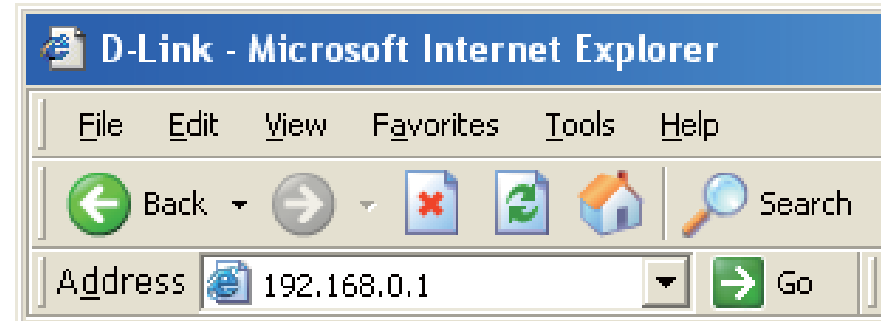 D-Link - Microsoft Internet Explorer
File Edit View Favorites Tools Help
Back Search
Address 192.168.0.1 Go